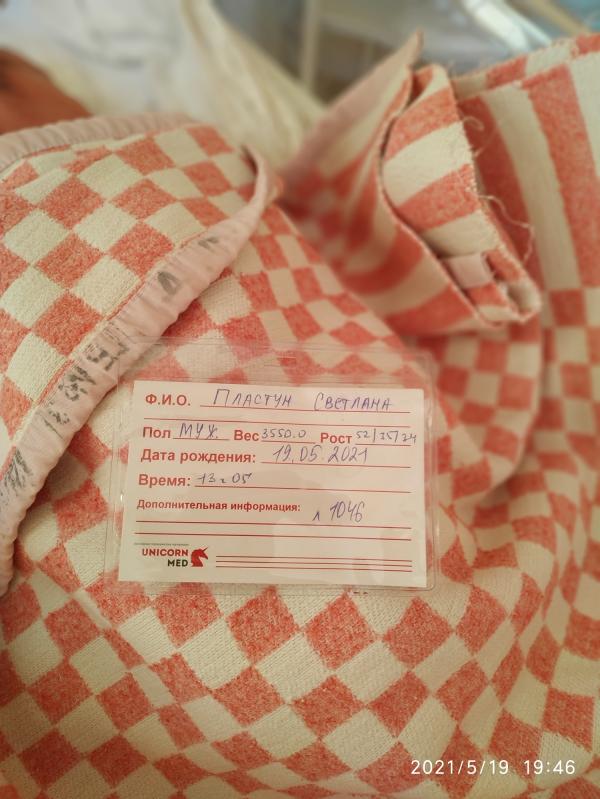 Ф.И.О. Пластун Светлана
Пол муж. Вес 3550.0 Рост 52/35/34
Дата рождения: 19.05.2021
Время: 13 05
Дополнительная информация:
л 1046
UNICORN
MED
2021/5/19 19:46